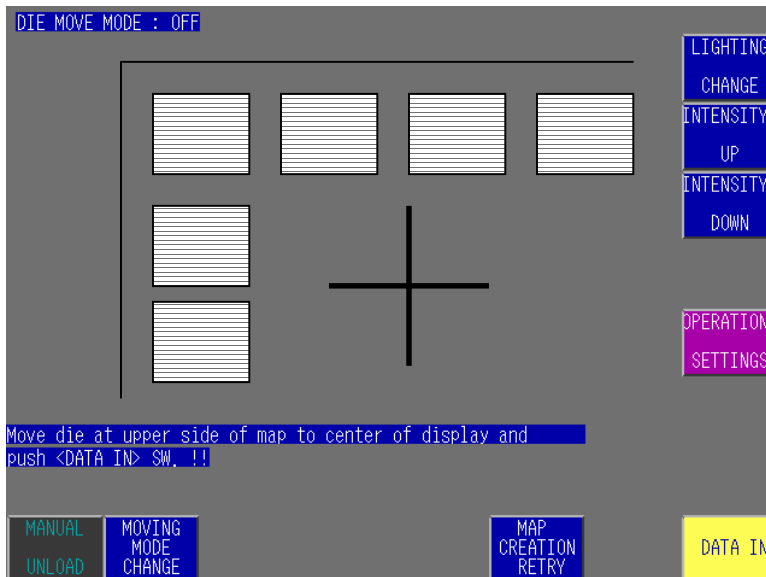 DIE MOVE MODE : OFF
LIGHTING
CHANGE
INTENSITY
UP
INTENSITY
DOWN
OPERATION
SETTINGS
Move die at upper side of map to center of display and
push <DATA IN> SW. !!
MANUAL
UNLOAD
MOVING
MODE
CHANGE
MAP
CREATION
RETRY
DATA IN